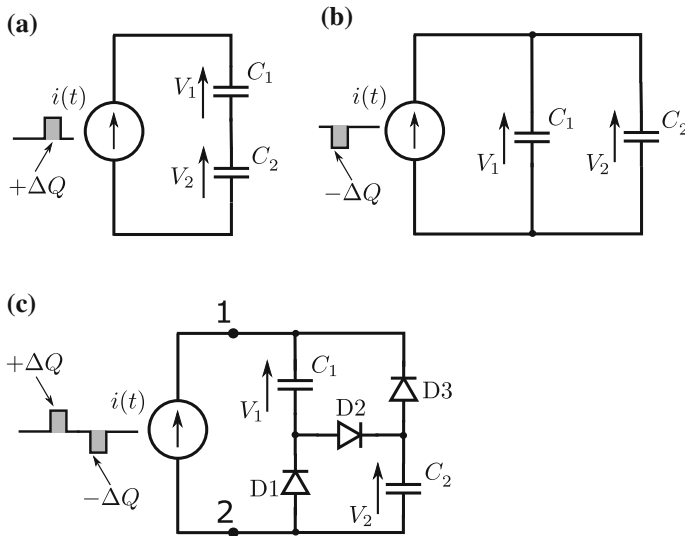 (a)
i(t)
+ΔQ
V₁
C₁
V₂
C₂
(b)
i(t)
−ΔQ
V₁
C₁
V₂
C₂
(c)
1
+ΔQ
i(t)
−ΔQ
V₁
C₁
D3
D2
D1
V₂
C₂
2